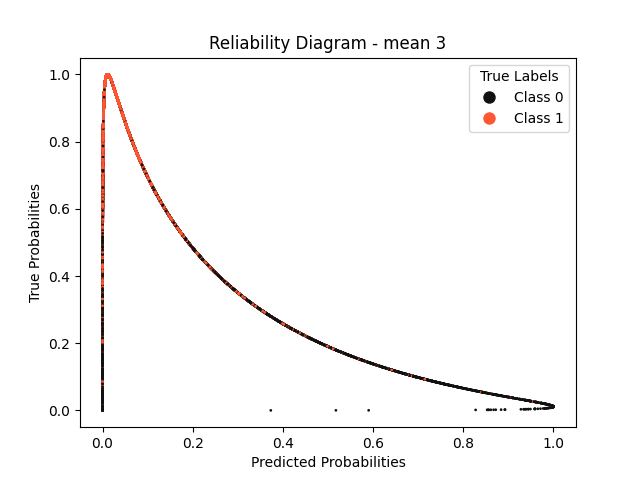 Reliability Diagram - mean 3
True Labels
Class 0
Class 1
True Probabilities
1.0
0.8
0.6
0.4
0.2
0.0
0.0 0.2 0.4 0.6 0.8 1.0
Predicted Probabilities